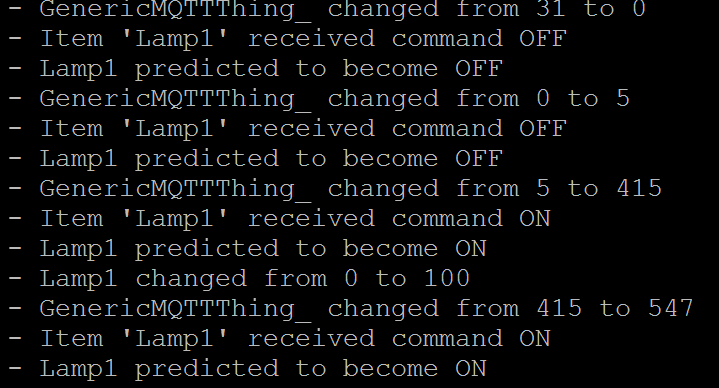 - GenericMQTTThing_ changed from 31 to 0
- Item 'Lamp1' received command OFF
- Lamp1 predicted to become OFF
- GenericMQTTThing_ changed from 0 to 5
- Item 'Lamp1' received command OFF
- Lamp1 predicted to become OFF
- GenericMQTTThing_ changed from 5 to 415
- Item 'Lamp1' received command ON
- Lamp1 predicted to become ON
- Lamp1 changed from 0 to 100
- GenericMQTTThing_ changed from 415 to 547
- Item 'Lamp1' received command ON
- Lamp1 predicted to become ON